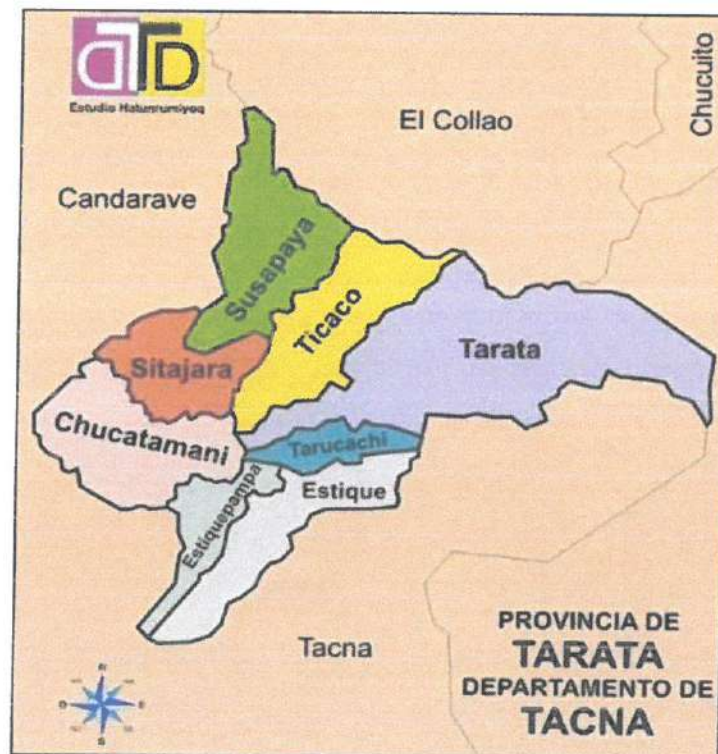 dTD
Estudio Hatunrumiyoq
El Collao
Chucuito
Candarave
Susapaya
Ticaco
Tarata
Sitajara
Chucatamani
Tarucachi
Estique
Estiquepampa
Tacna
PROVINCIA DE
TARATA
DEPARTAMENTO DE
TACNA
N
O
E
S